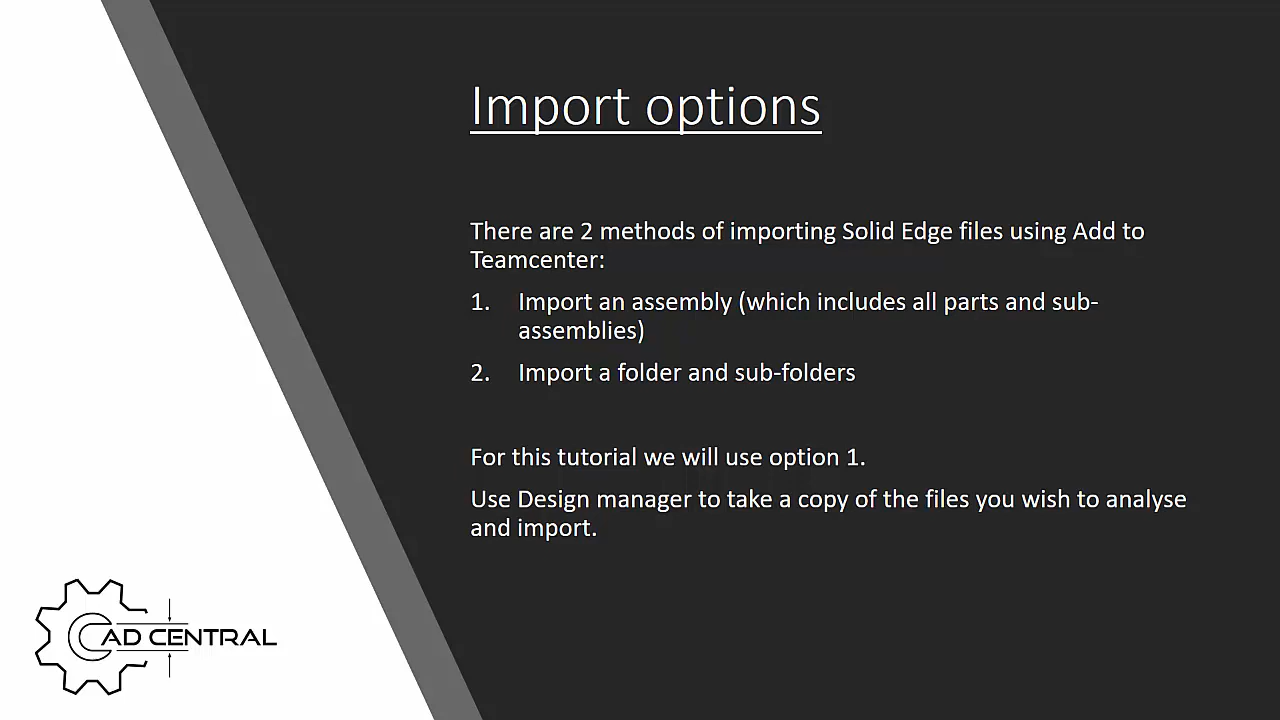 Import options
There are 2 methods of importing Solid Edge files using Add to
Teamcenter:
1. Import an assembly (which includes all parts and sub-
assemblies)
2. Import a folder and sub-folders
For this tutorial we will use option 1.
Use Design manager to take a copy of the files you wish to analyse
and import.
CAD CENTRAL